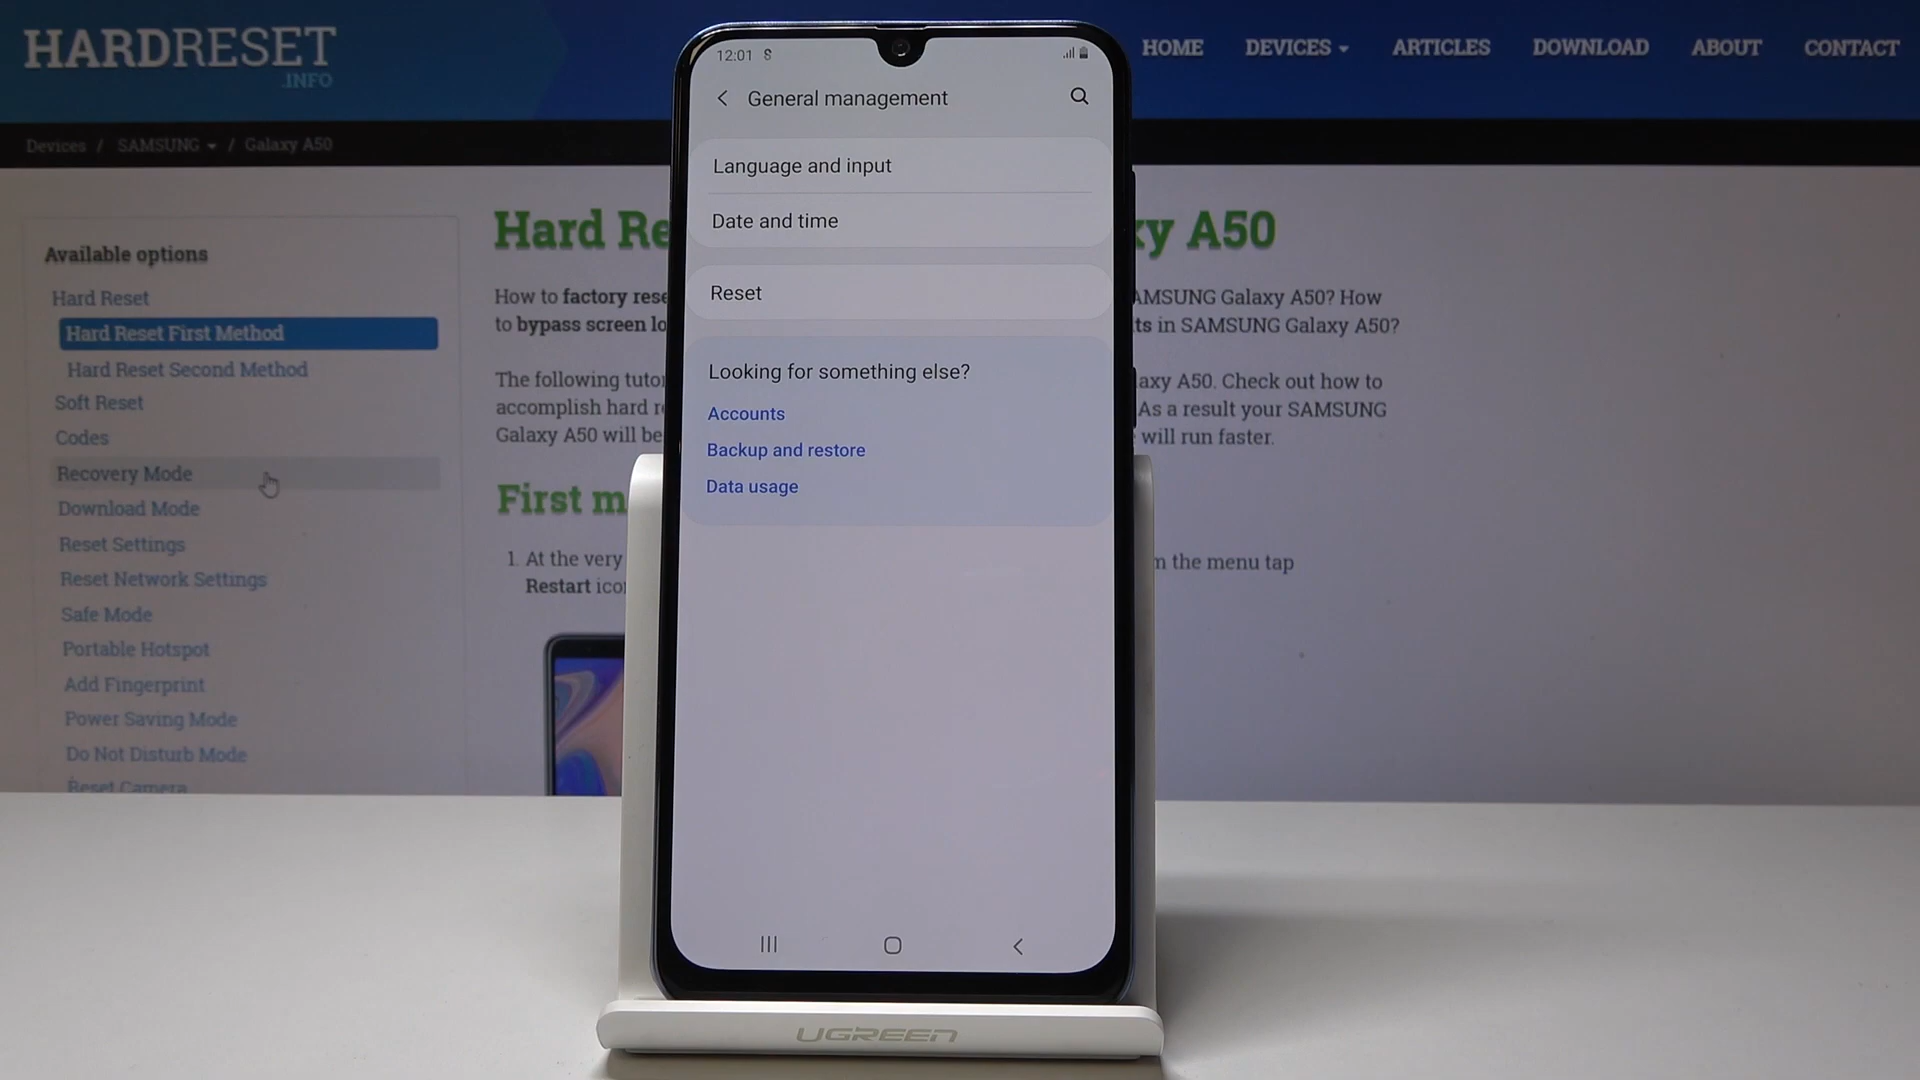 HARDRESET
.INFO
HOME DEVICES ARTICLES DOWNLOAD ABOUT CONTACT
Devices / SAMSUNG / Galaxy A50
Available options
Hard Reset
Hard Reset First Method
Hard Reset Second Method
Soft Reset
Codes
Recovery Mode
Download Mode
Reset Settings
Reset Network Settings
Safe Mode
Portable Hotspot
Add Fingerprint
Power Saving Mode
Do Not Disturb Mode
Reset Camera
Hard Re
xy A50
How to factory rese
AMSUNG Galaxy A50? How
to bypass screen lo
ts in SAMSUNG Galaxy A50?
The following tutor
axy A50. Check out how to
accomplish hard r
As a result your SAMSUNG
Galaxy A50 will be
will run faster.
First m
1. At the very
m the menu tap
Restart ico
12:01
General management
Language and input
Date and time
Reset
Looking for something else?
Accounts
Backup and restore
Data usage
UGREEN